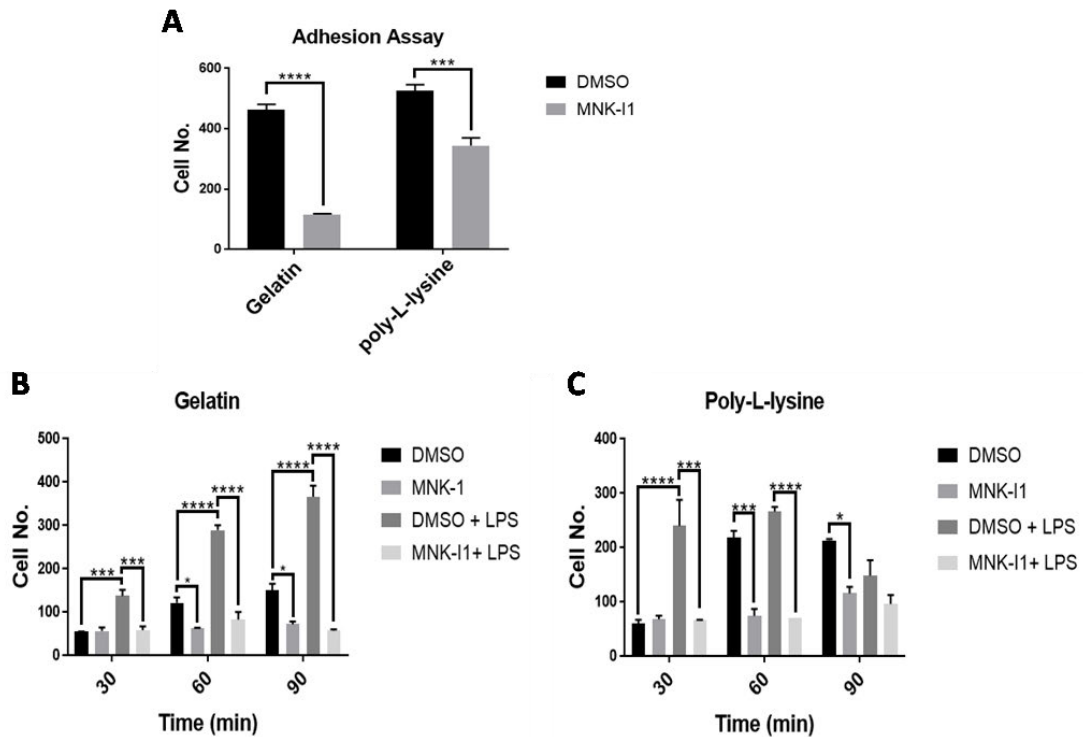 A
Adhesion Assay
600
400
200
0
Cell No.
****
***
Gelatin
poly-L-lysine
DMSO
MNK-I1
B
Gelatin
500
400
300
200
100
0
Cell No.
***
***
****
****
*
****
****
*
30
60
90
Time (min)
DMSO
MNK-1
DMSO + LPS
MNK-I1+ LPS
C
Poly-L-lysine
400
300
200
100
0
Cell No.
****
***
***
****
*
30
60
90
Time (min)
DMSO
MNK-I1
DMSO + LPS
MNK-I1+ LPS